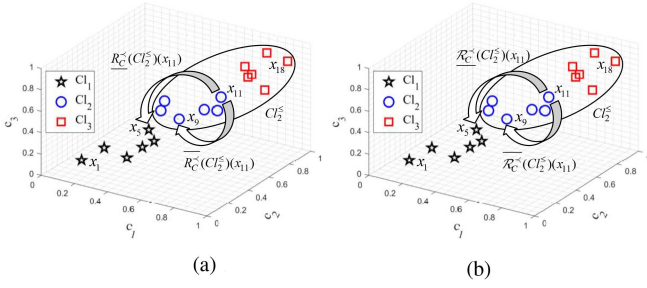 1
0.8
0.6
0.4
0.2
0
c3
Cl1
Cl2
Cl3
R_C^≺(Cl2^≤)(x11)
x18
x11
Cl2^≤
x5
x9
x1
R_C^≺(Cl2^≤)(x11)
0
0.2
0.4
0.6
0.8
1
cl
0
0.2
0.4
0.6
0.8
1
c2
(a)
1
0.8
0.6
0.4
0.2
0
c3
Cl1
Cl2
Cl3
ℛ_C^≺(Cl2^≤)(x11)
x18
x11
Cl2^≤
x5
x9
x1
ℛ_C^≺(Cl2^≤)(x11)
0
0.2
0.4
0.6
0.8
1
cl
0
0.2
0.4
0.6
0.8
1
c2
(b)